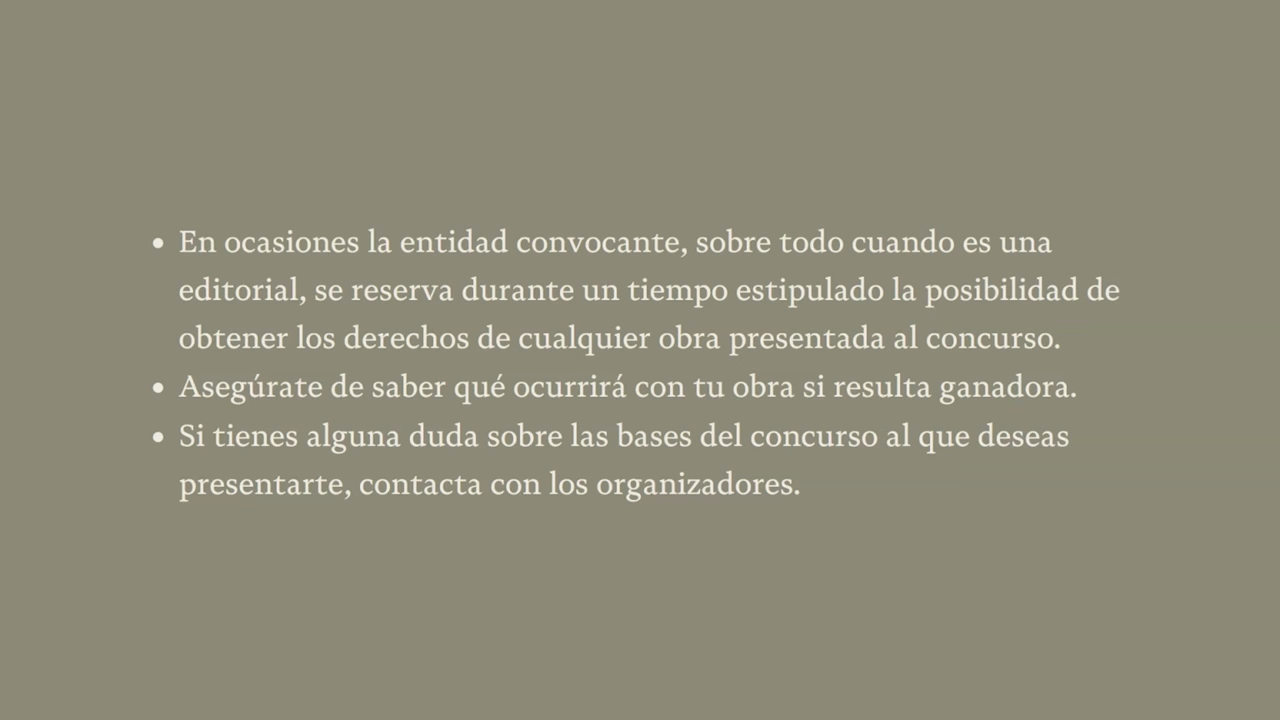 • En ocasiones la entidad convocante, sobre todo cuando es una
editorial, se reserva durante un tiempo estipulado la posibilidad de
obtener los derechos de cualquier obra presentada al concurso.
• Asegúrate de saber qué ocurrirá con tu obra si resulta ganadora.
• Si tienes alguna duda sobre las bases del concurso al que deseas
presentarte, contacta con los organizadores.